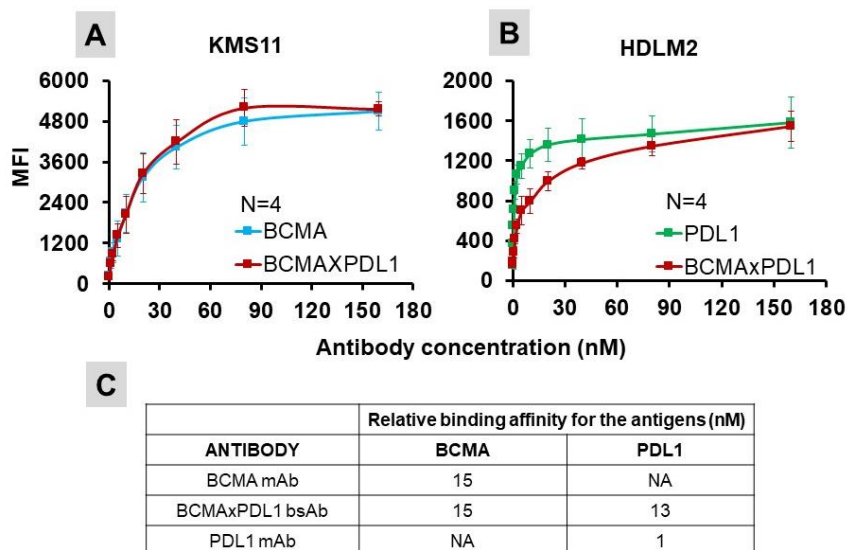 A
KMS11
6000
4800
3600
2400
1200
0
MFI
N=4
BCMA
BCMAXPDL1
0 30 60 90 120 150 180
B
HDLM2
2000
1600
1200
800
400
0
N=4
PDL1
BCMAxPDL1
0 30 60 90 120 150 180
Antibody concentration (nM)
C
Relative binding affinity for the antigens (nM)
ANTIBODY BCMA PDL1
BCMA mAb 15 NA
BCMAxPDL1 bsAb 15 13
PDL1 mAb NA 1